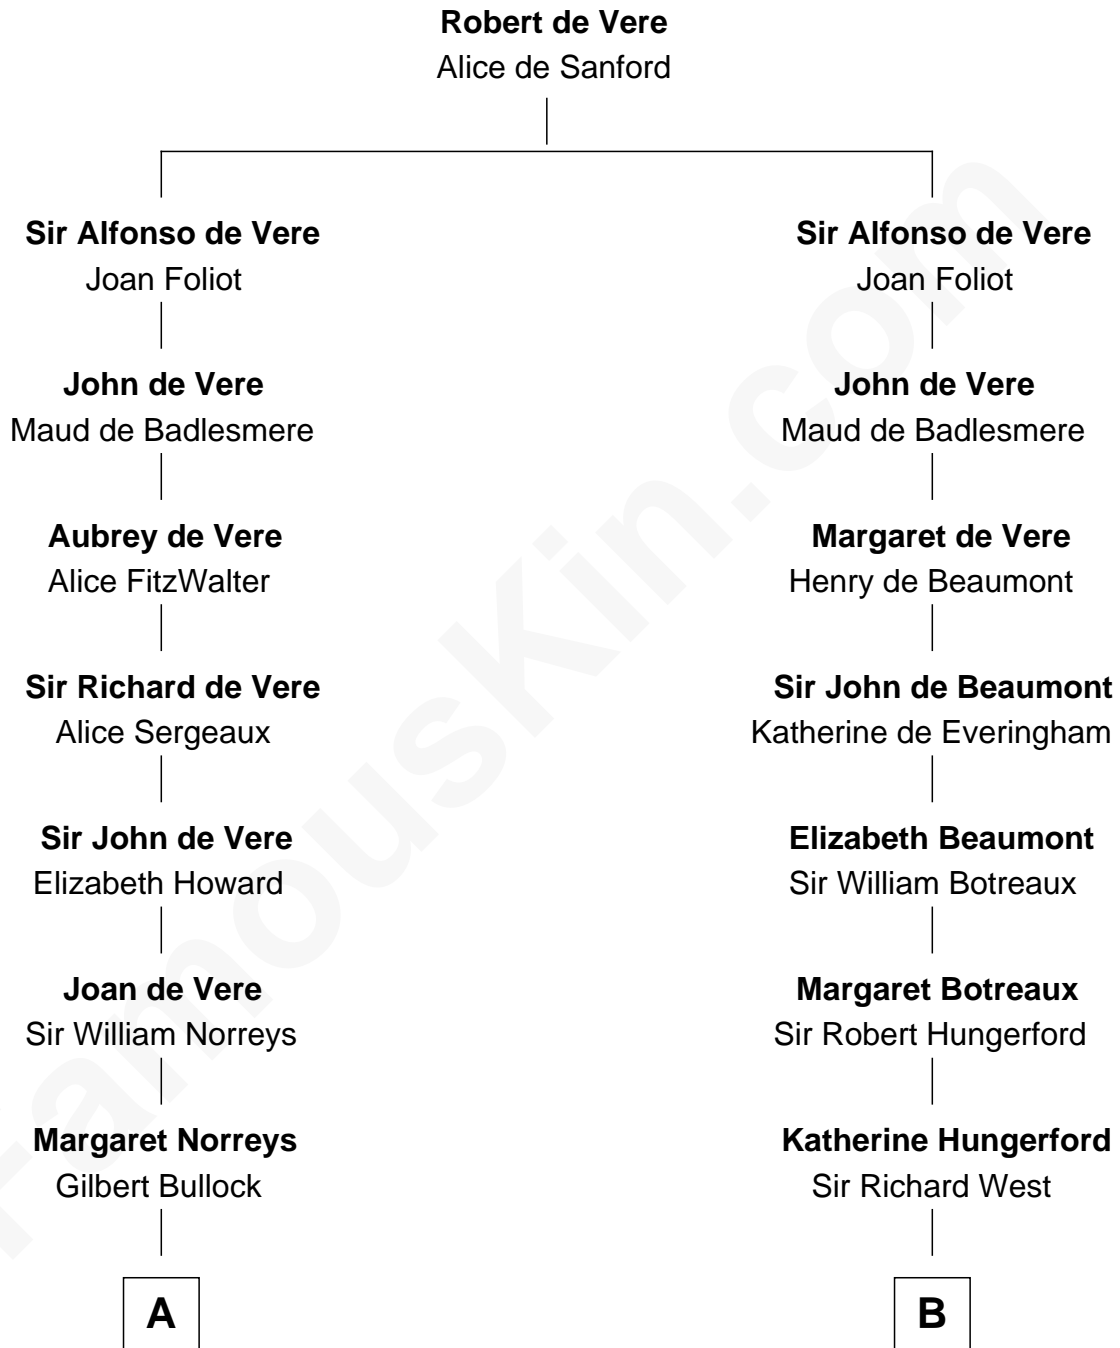 Robert de Vere
Alice de Sanford
Sir Alfonso de Vere
Joan Foliot
John de Vere
Maud de Badlesmere
Aubrey de Vere
Alice FitzWalter
Sir Richard de Vere
Alice Sergeaux
Sir John de Vere
Elizabeth Howard
Joan de Vere
Sir William Norreys
Margaret Norreys
Gilbert Bullock
A
Sir Alfonso de Vere
Joan Foliot
John de Vere
Maud de Badlesmere
Margaret de Vere
Henry de Beaumont
Sir John de Beaumont
Katherine de Everingham
Elizabeth Beaumont
Sir William Botreaux
Margaret Botreaux
Sir Robert Hungerford
Katherine Hungerford
Sir Richard West
B
FamousKin.com